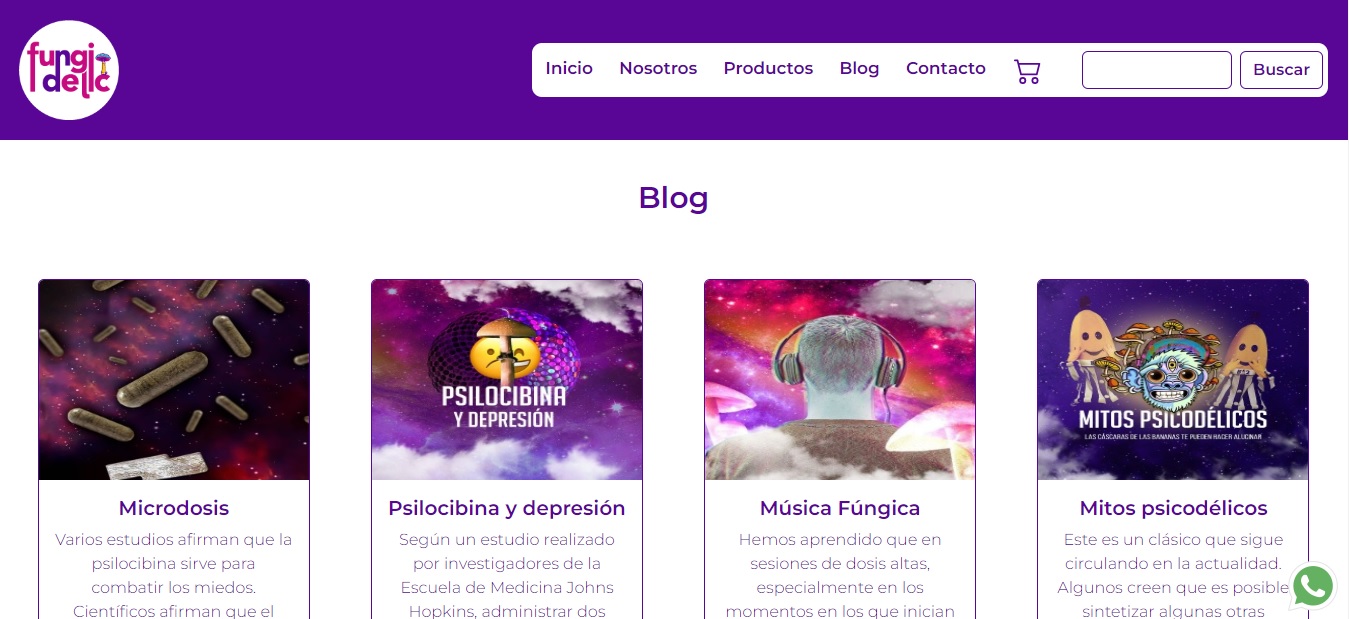 fungi
delic
Inicio Nosotros Productos Blog Contacto Buscar
Blog
PSILOCIBINA
Y DEPRESIÓN
MITOS PSICODÉLICOS
LAS CÁSCARAS DE LAS BANANAS TE PUEDEN HACER ALUCINAR
Microdosis
Varios estudios afirman que la
psilocibina sirve para
combatir los miedos.
Científicos afirman que el
Psilocibina y depresión
Según un estudio realizado
por investigadores de la
Escuela de Medicina Johns
Hopkins, administrar dos
Música Fúngica
Hemos aprendido que en
sesiones de dosis altas,
especialmente en los
momentos en los que inician
Mitos psicodélicos
Este es un clásico que sigue
circulando en la actualidad.
Algunos creen que es posible
sintetizar algunas otras